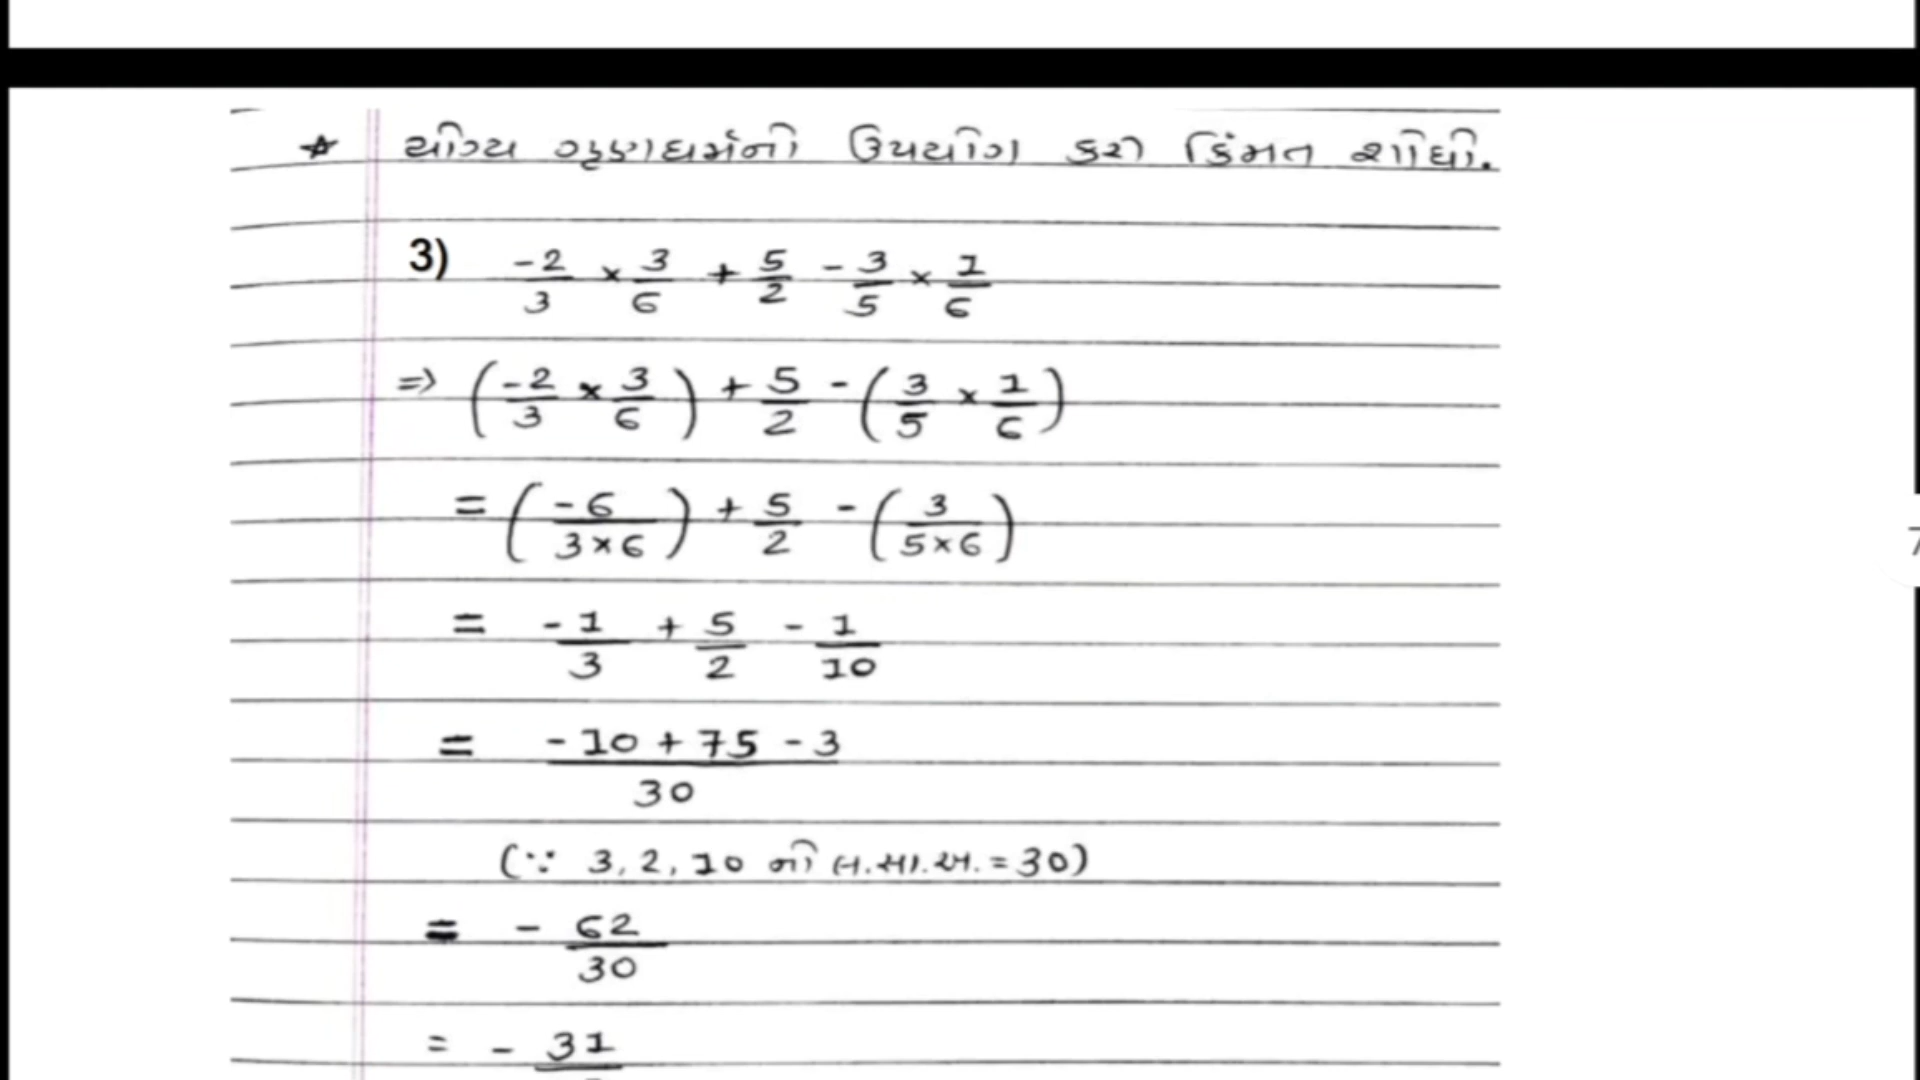 ★ યોગ્ય ગુણધર્મનો ઉપયોગ કરી કિંમત શોધો.
3) -2/3 × 3/6 + 5/2 - 3/5 × 1/6
⇒ (-2/3 × 3/6) + 5/2 - (3/5 × 1/6)
= (-6/3×6) + 5/2 - (3/5×6)
= -1/3 + 5/2 - 1/10
= -10 + 75 - 3/30
(∵ 3, 2, 10 નો લ.સા.અ. = 30)
= - 62/30
= - 31